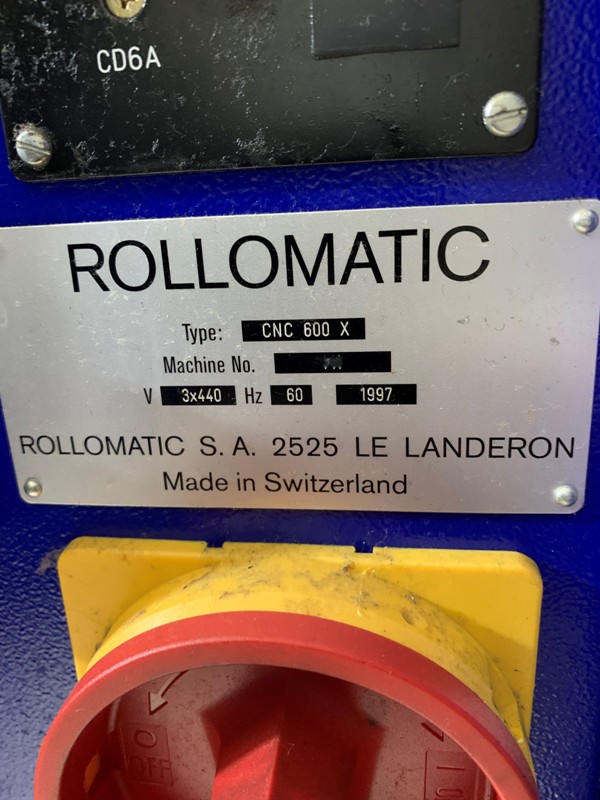 CD6A
ROLLOMATIC
Type: CNC 600 X
Machine No.
V 3x440 Hz 60 1997
ROLLOMATIC S.A. 2525 LE LANDERON
Made in Switzerland
O I
OFF